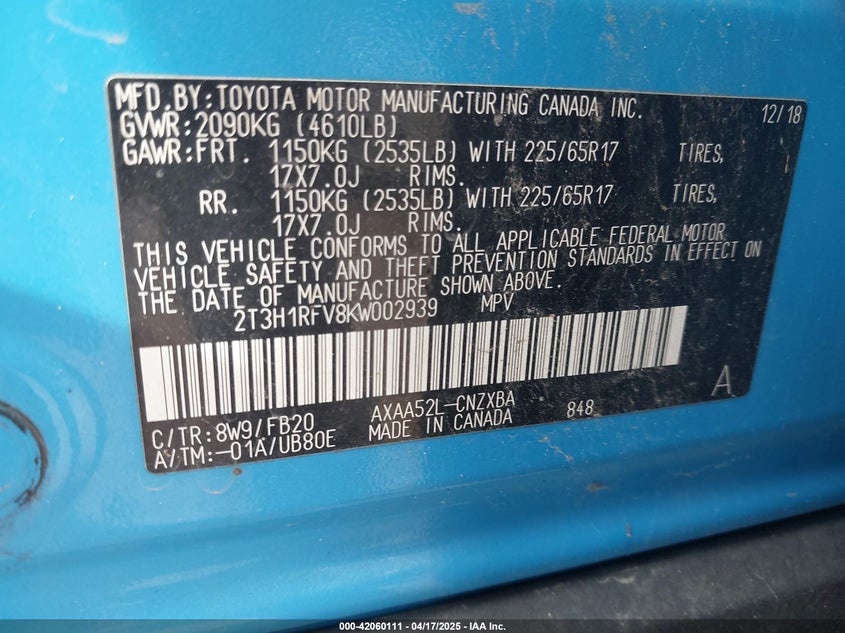 MFD.BY:TOYOTA MOTOR MANUFACTURING CANADA INC. 12/18
GVWR:2090KG (4610LB)
GAWR:FRT. 1150KG (2535LB) WITH 225/65R17 TIRES,
17X7.0J RIMS.
RR. 1150KG (2535LB) WITH 225/65R17 TIRES,
17X7.0J RIMS.
THIS VEHICLE CONFORMS TO ALL APPLICABLE FEDERAL MOTOR
VEHICLE SAFETY AND THEFT PREVENTION STANDARDS IN EFFECT ON
THE DATE OF MANUFACTURE SHOWN ABOVE.
2T3H1RFV8KW002939 MPV
A
C/TR:8W9/FB20 AXAA52L-CNZXBA 848
A/TM:-01A/UB80E MADE IN CANADA
000-42060111 - 04/17/2025 - IAA Inc.